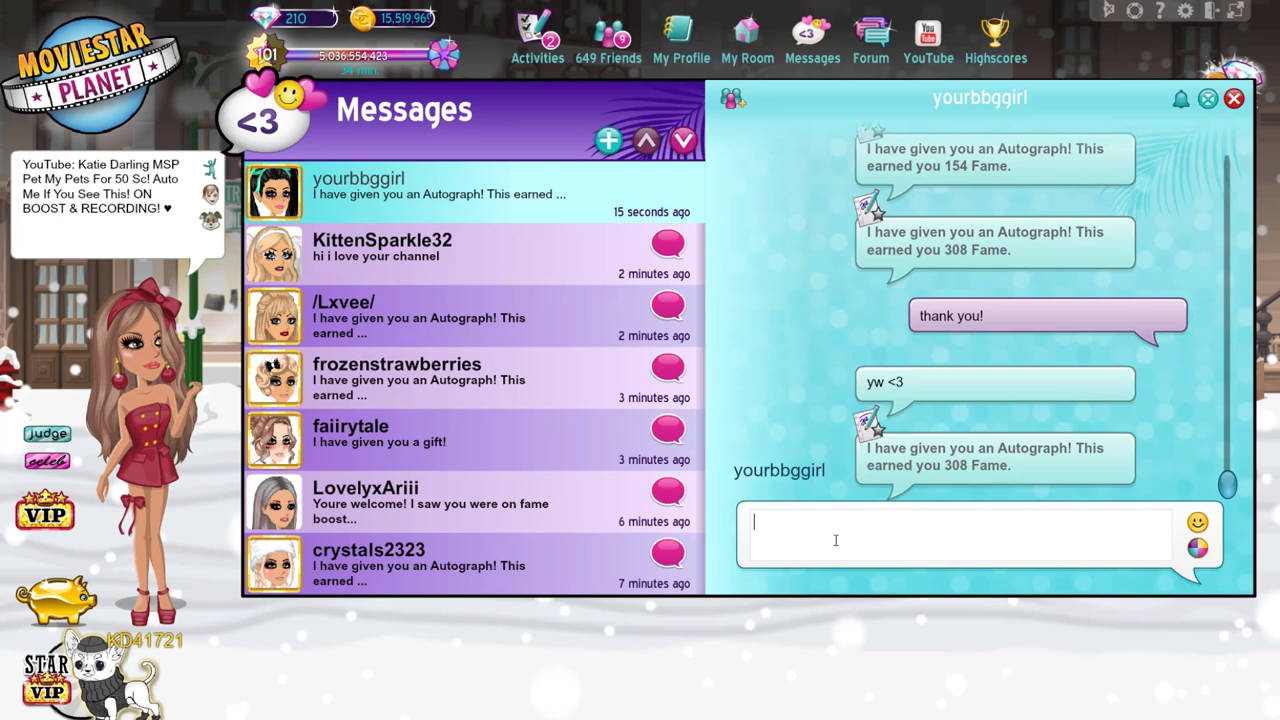 MOVIESTAR
PLANET
210
15,519,969
101
5,036,554,423
34 min.
2
Activities
9
649 Friends
My Profile
My Room
<3
Messages
Forum
You
Tube
YouTube
Highscores
YouTube: Katie Darling MSP
Pet My Pets For 50 Sc! Auto
Me If You See This! ON
BOOST & RECORDING! ♥
judge
celeb
VIP
STAR
VIP
KD41721
<3
Messages
yourbbggirl
I have given you an Autograph! This earned ...
15 seconds ago
KittenSparkle32
hi i love your channel
2 minutes ago
/Lxvee/
I have given you an Autograph! This
earned ...
2 minutes ago
frozenstrawberries
I have given you an Autograph! This
earned ...
3 minutes ago
faiirytale
I have given you a gift!
3 minutes ago
LovelyxAriii
Youre welcome! I saw you were on fame
boost...
6 minutes ago
crystals2323
I have given you an Autograph! This
earned ...
7 minutes ago
yourbbggirl
I have given you an Autograph! This
earned you 154 Fame.
I have given you an Autograph! This
earned you 308 Fame.
thank you!
yw <3
I have given you an Autograph! This
earned you 308 Fame.
yourbbggirl